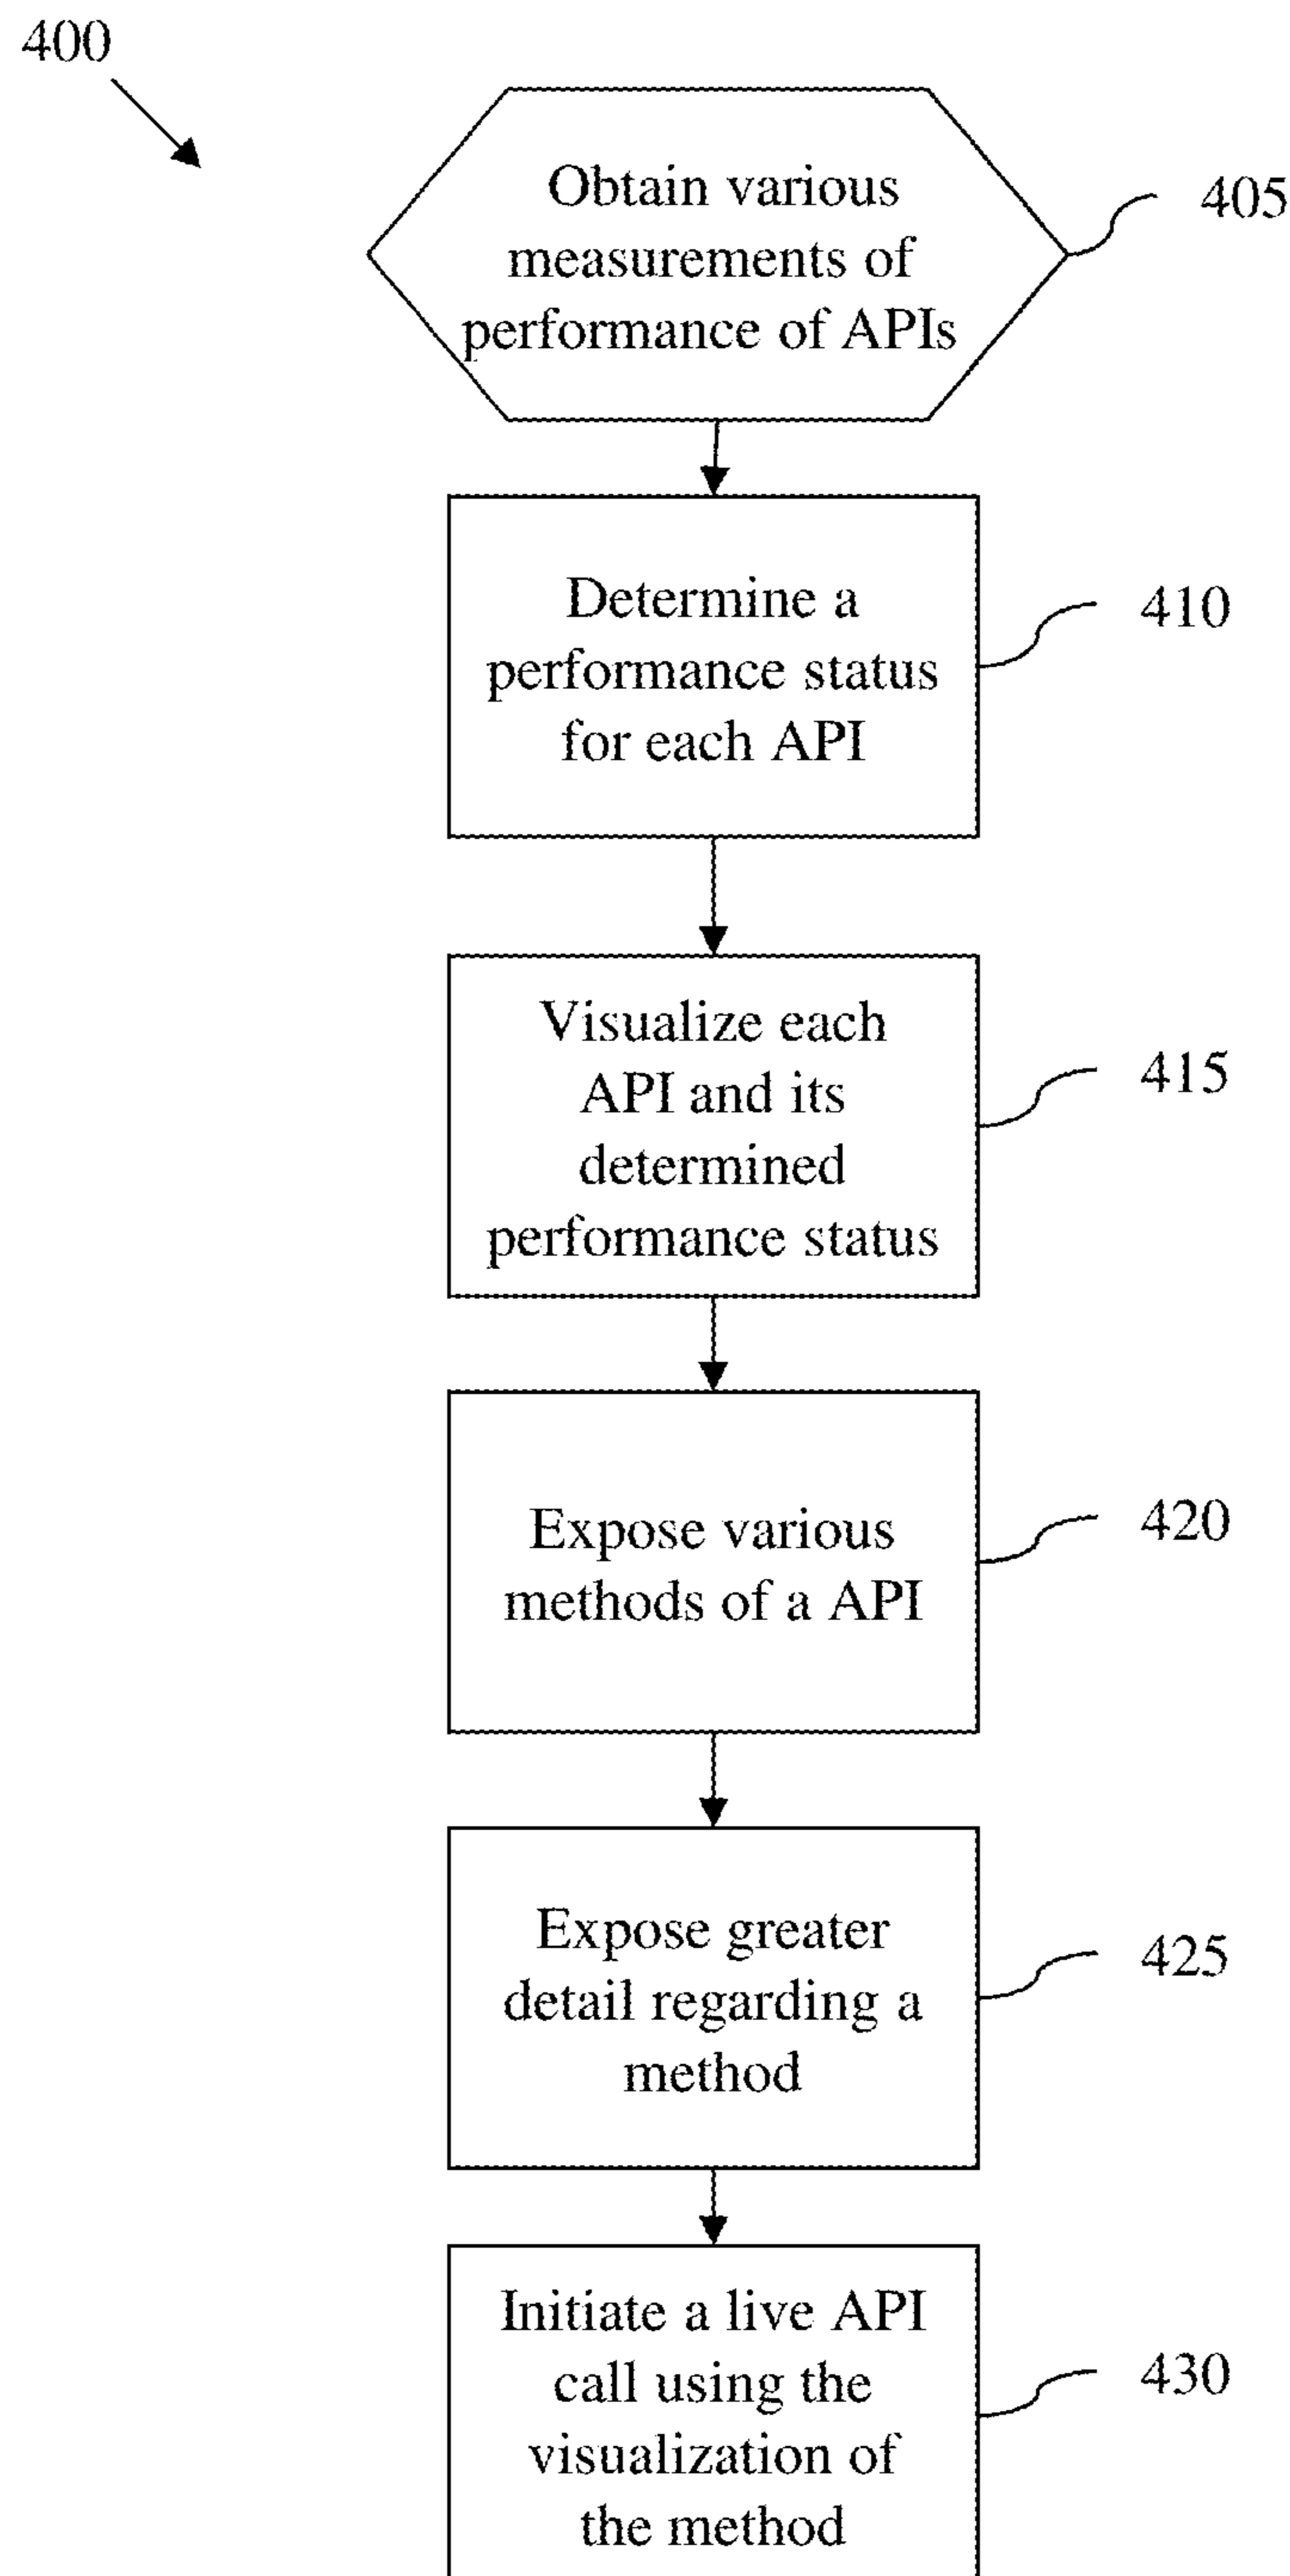 400
Obtain various
measurements of
performance of APIs
405
Determine a
performance status
for each API
410
Visualize each
API and its
determined
performance status
415
Expose various
methods of a API
420
Expose greater
detail regarding a
method
425
Initiate a live API
call using the
visualization of
the method
430